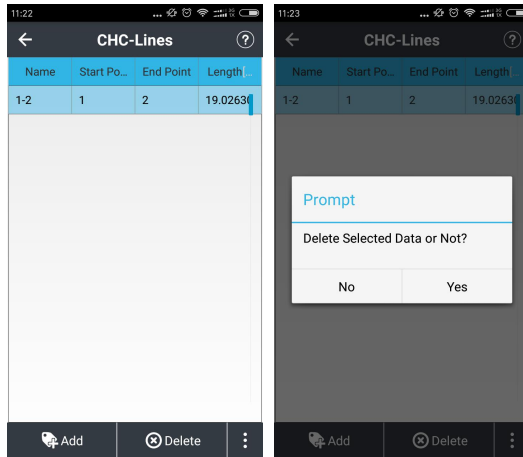 11:22
CHC-Lines
Name Start Po... End Point Length[...
1-2 1 2 19.02630
Add Delete
11:23
CHC-Lines
Name Start Po... End Point Length[...
1-2 1 2 19.02630
Prompt
Delete Selected Data or Not?
No Yes
Add Delete